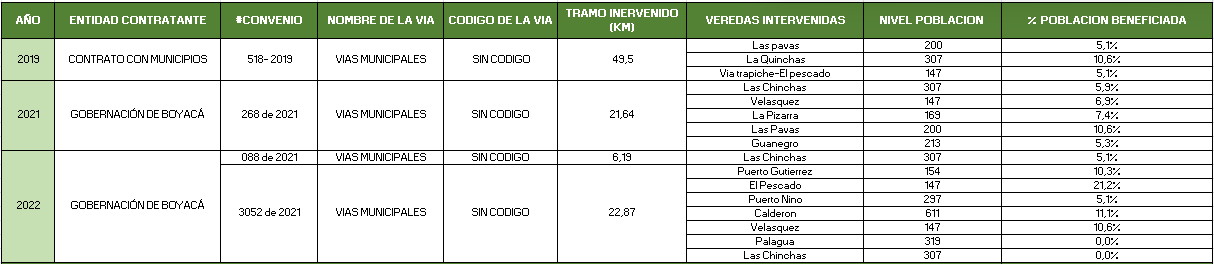 AÑO ENTIDAD CONTRATANTE #CONVENIO NOMBRE DE LA VIA CODIGO DE LA VIA TRAMO INERVENIDO (KM) VEREDAS INTERVENIDAS NIVEL POBLACION % POBLACION BENEFICIADA
2019 CONTRATO CON MUNICIPIOS 518- 2019 VIAS MUNICIPALES SIN CODIGO 49,5
Las pavas 200 5,1%
La Quinchas 307 10,6%
Via trapiche-El pescado 147 5,1%
2021 GOBERNACIÓN DE BOYACÁ 268 de 2021 VIAS MUNICIPALES SIN CODIGO 21,64
Las Chinchas 307 5,9%
Velasquez 147 6,9%
La Pizarra 169 7,4%
Las Pavas 200 10,6%
Guanegro 213 5,3%
2022 GOBERNACIÓN DE BOYACÁ
088 de 2021 VIAS MUNICIPALES SIN CODIGO 6,19 Las Chinchas 307 5,1%
3052 de 2021 VIAS MUNICIPALES SIN CODIGO 22,87
Puerto Gutierrez 154 10,3%
El Pescado 147 21,2%
Puerto Nino 297 5,1%
Calderon 611 11,1%
Velasquez 147 10,6%
Palagua 319 0,0%
Las Chinchas 307 0,0%